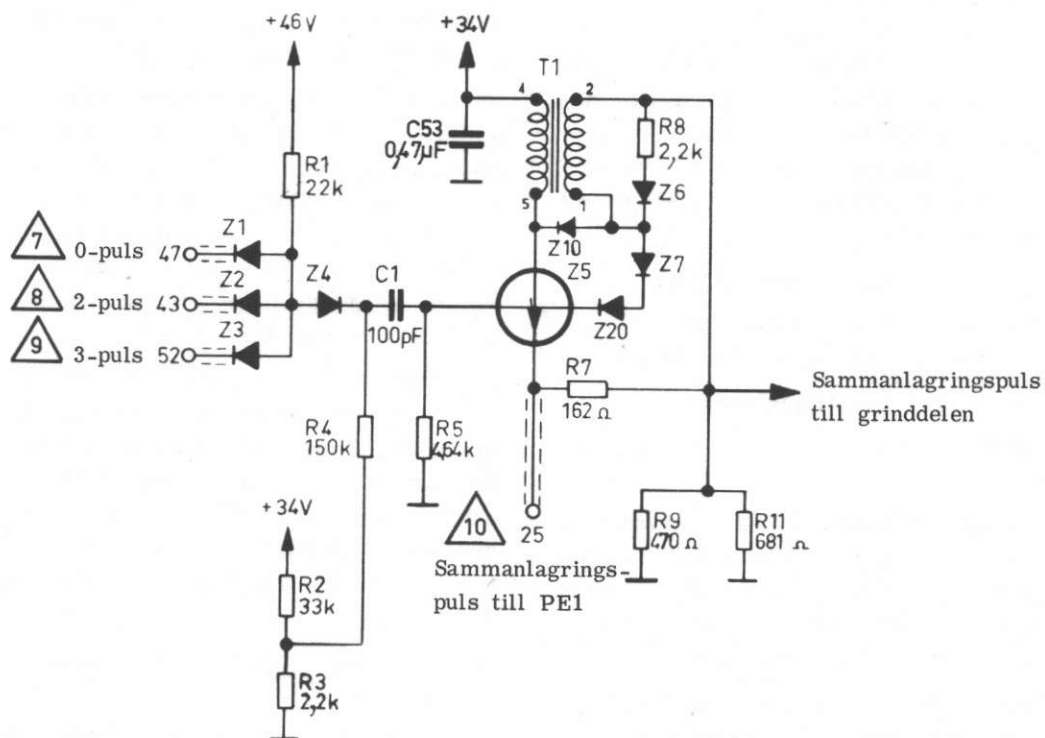 +46V
+34V
T1
4
2
C53
0,47µF
R8
2,2k
R1
22k
Z6
5
1
7 0-puls 47
Z1
Z10
Z5
Z7
8 2-puls 43
Z2
Z4
C1
100pF
Z20
9 3-puls 52
Z3
R7
162 Ω
Sammanlagringspuls
till grinddelen
R4
150k
R5
4,64k
+34V
10
25
R9
470 Ω
R11
681 Ω
Sammanlagrings-
puls till PE1
R2
33k
R3
2,2k